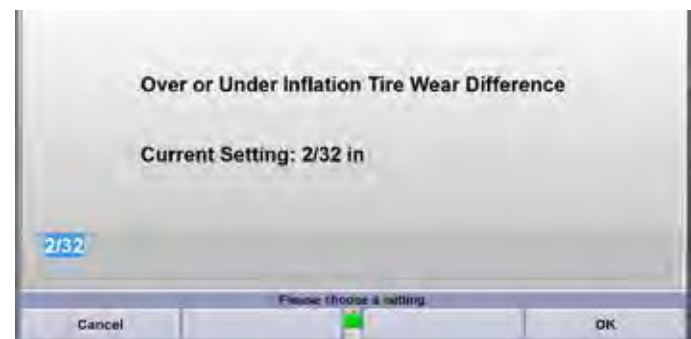 Over or Under Inflation Tire Wear Difference
Current Setting: 2/32 in
2/32
Please choose a setting
Cancel
OK